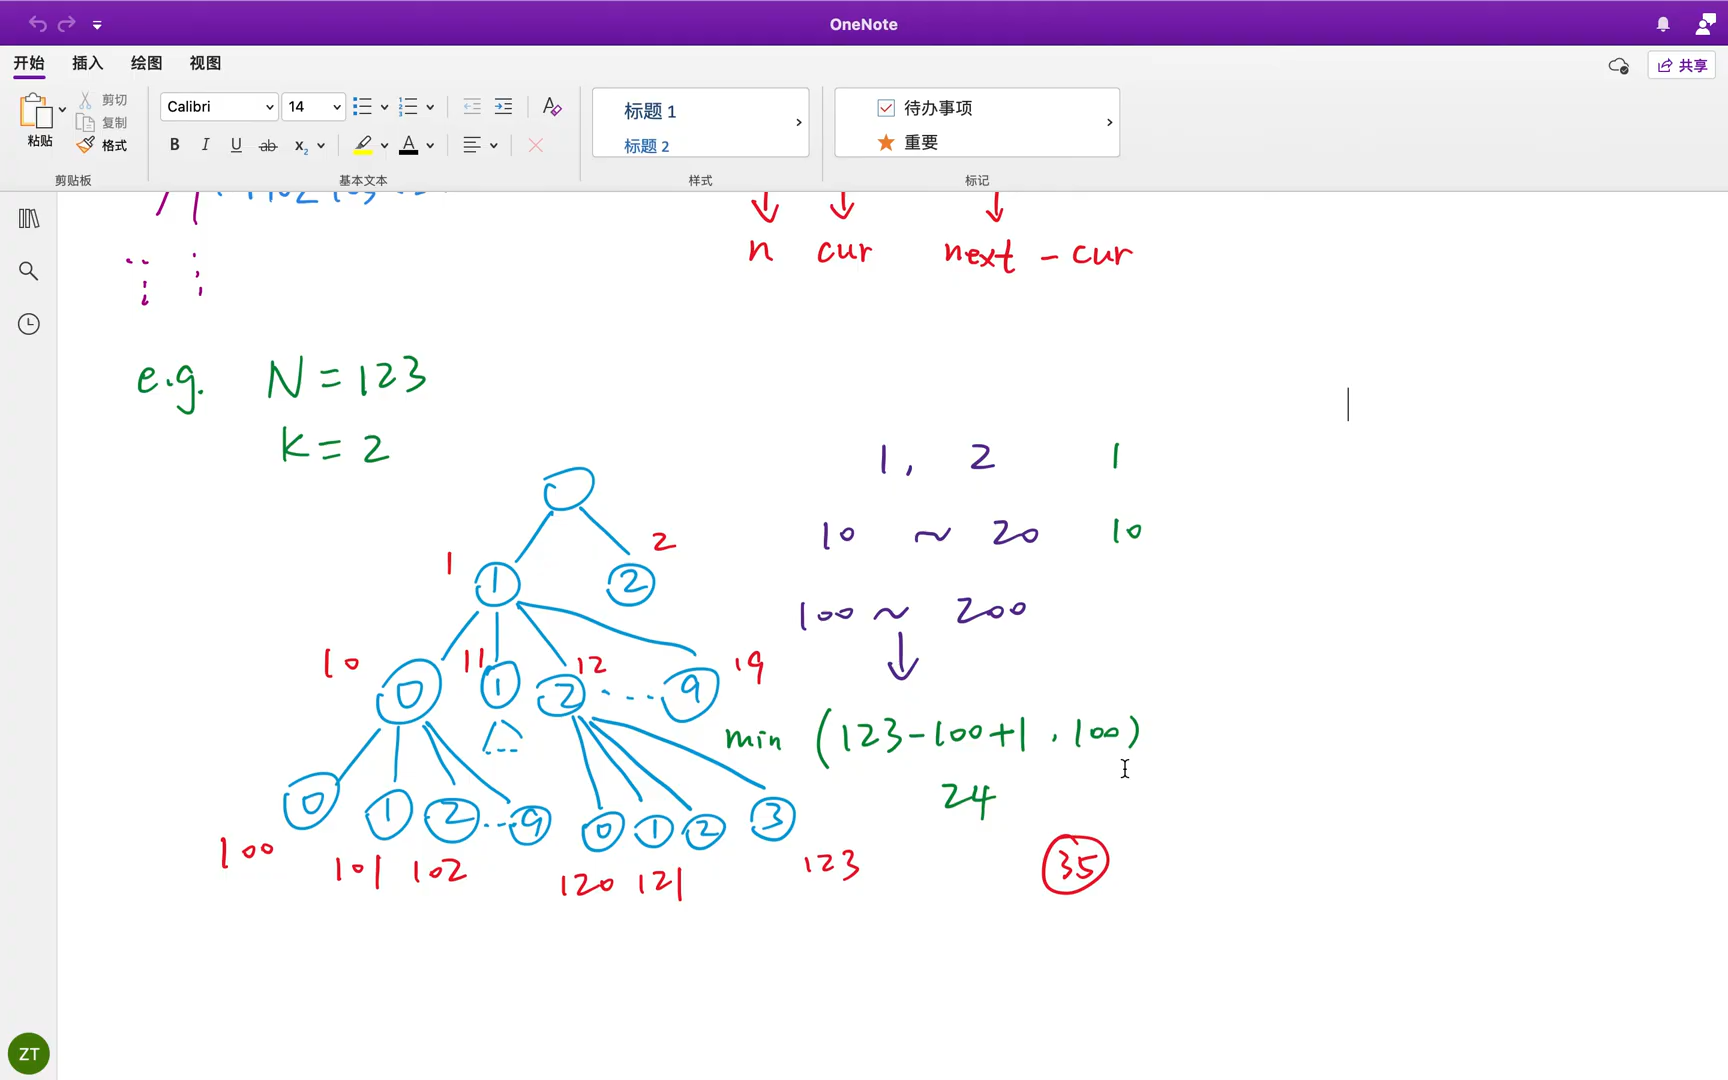 OneNote
开始 插入 绘图 视图
共享
粘贴
剪切
复制
格式
Calibri 14
B I U ab x₂ A
标题 1
标题 2
待办事项
重要
剪贴板 基本文本 样式 标记
n cur next - cur
e.g. N = 123
K = 2
1, 2 1
10 ~ 20 10
100 ~ 200
min (123-100+1, 100)
24
35
1 2
1 2
10 11 12 19
0 1 2 ... 9
0 1 2 ... 9 0 1 2 3
100 101 102 120 121 123
ZT